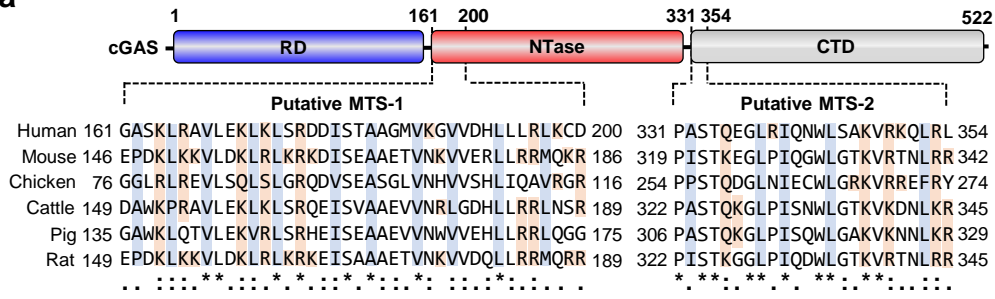 a
1 161 200 331 354 522
cGAS RD NTase CTD
Putative MTS-1 Putative MTS-2
Human 161 GASKLRAVLEKLKLSRDDISTAAGMVKGVVDHLLLRLKCD 200 331 PASTQEGLRIQNWLSAKVRKQLRL 354
Mouse 146 EPDKLKKVLDKLRLKRKDISEAAETVNKVVERLLRRMQKR 186 319 PISTKEGLPIQGWLGTKVRTNLRR 342
Chicken 76 GGLRLREVLSQLSLGRQDVSEASGLVNHVVSHLIQAVRGR 116 254 PPSTQDGLNIECWLGRKVRREFRY 274
Cattle 149 DAWKPRAVLEKLKLSRQEISVAAEVVNRLGDHLLRRLNSR 189 322 PASTQKGLPISNWLGTKVKDNLKR 345
Pig 135 GAWKLQTVLEKVRLSRHEISVAAEVVNWVVEHLLRRLQGG 175 306 PASTQKGLPISQWLGAKVKNNLKR 329
Rat 149 EPDKLKKVLDKLRLKRKEISAAAETVNKVVDQLLRRMQRR 189 322 PISTKGGLPIQDWLGTKVRTNLRR 345